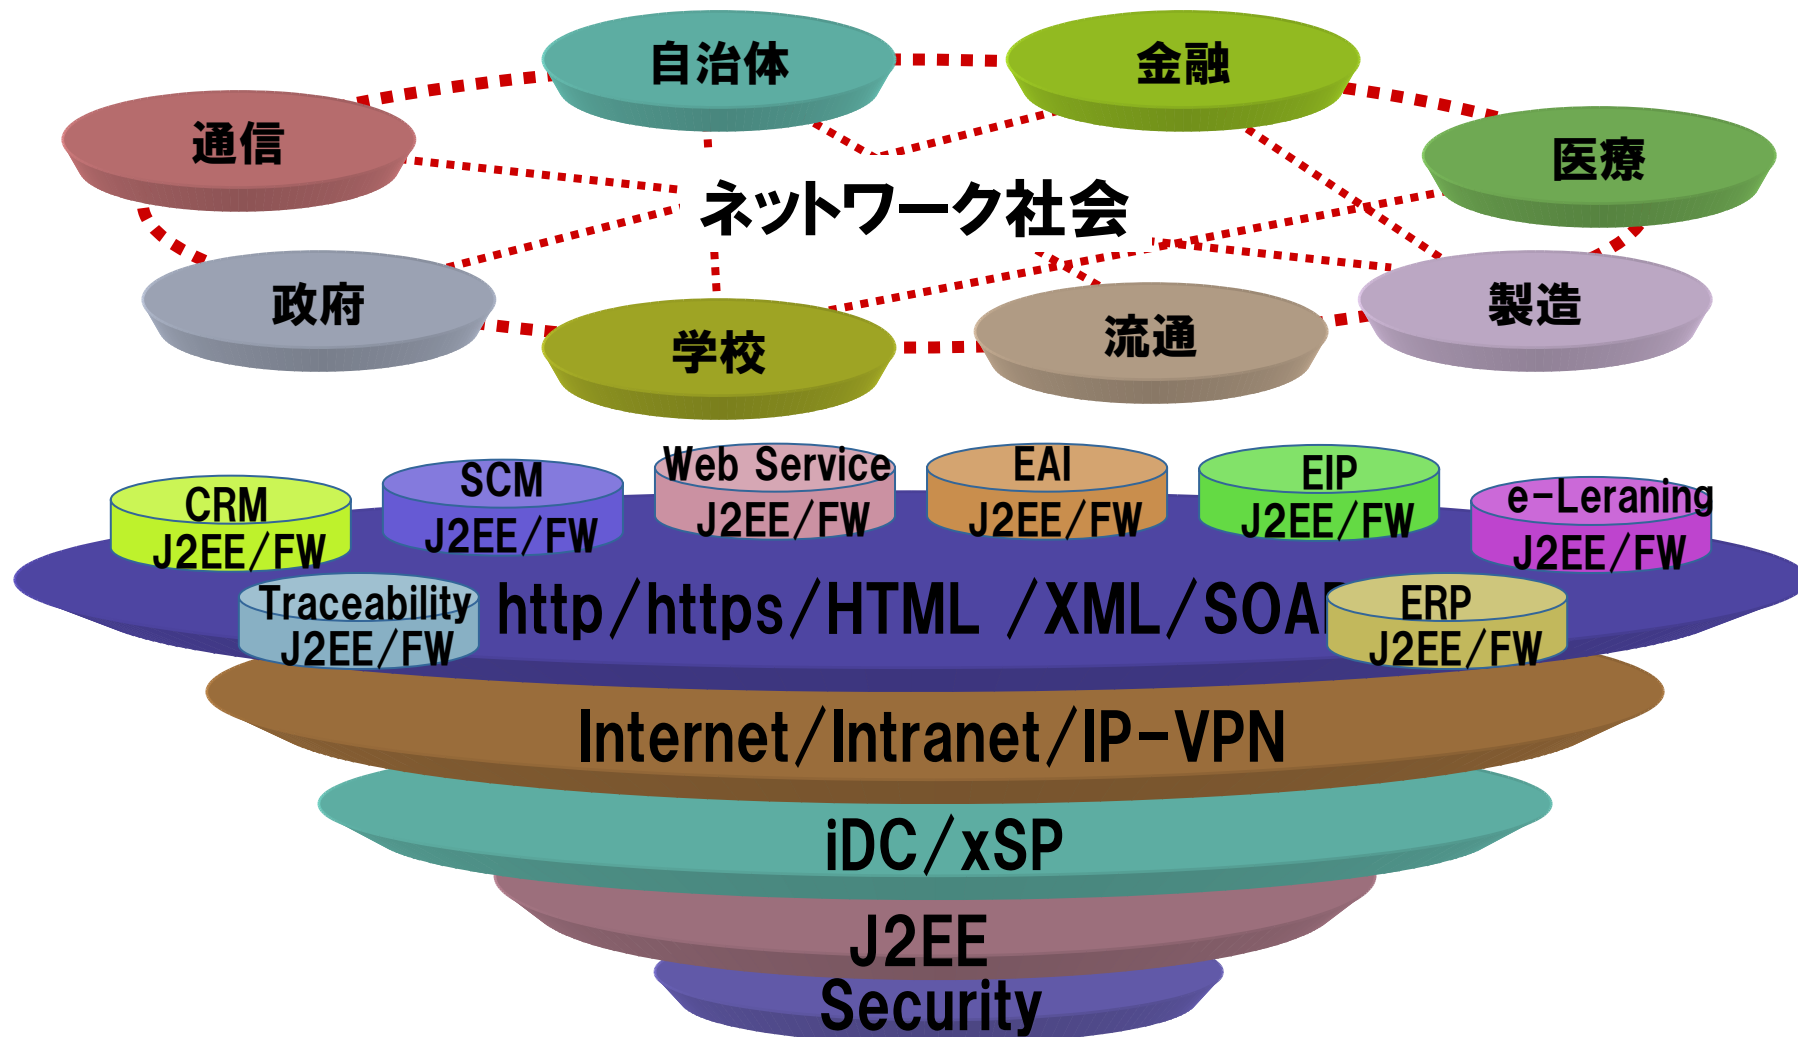 自治体
金融
通信
医療
ネットワーク社会
政府
製造
学校
流通
CRM
J2EE/FW
SCM
J2EE/FW
Web Service
J2EE/FW
EAI
J2EE/FW
EIP
J2EE/FW
e-Leraning
J2EE/FW
Traceability
J2EE/FW
http/https/HTML /XML/SOAP
ERP
J2EE/FW
Internet/Intranet/IP-VPN
iDC/xSP
J2EE
Security